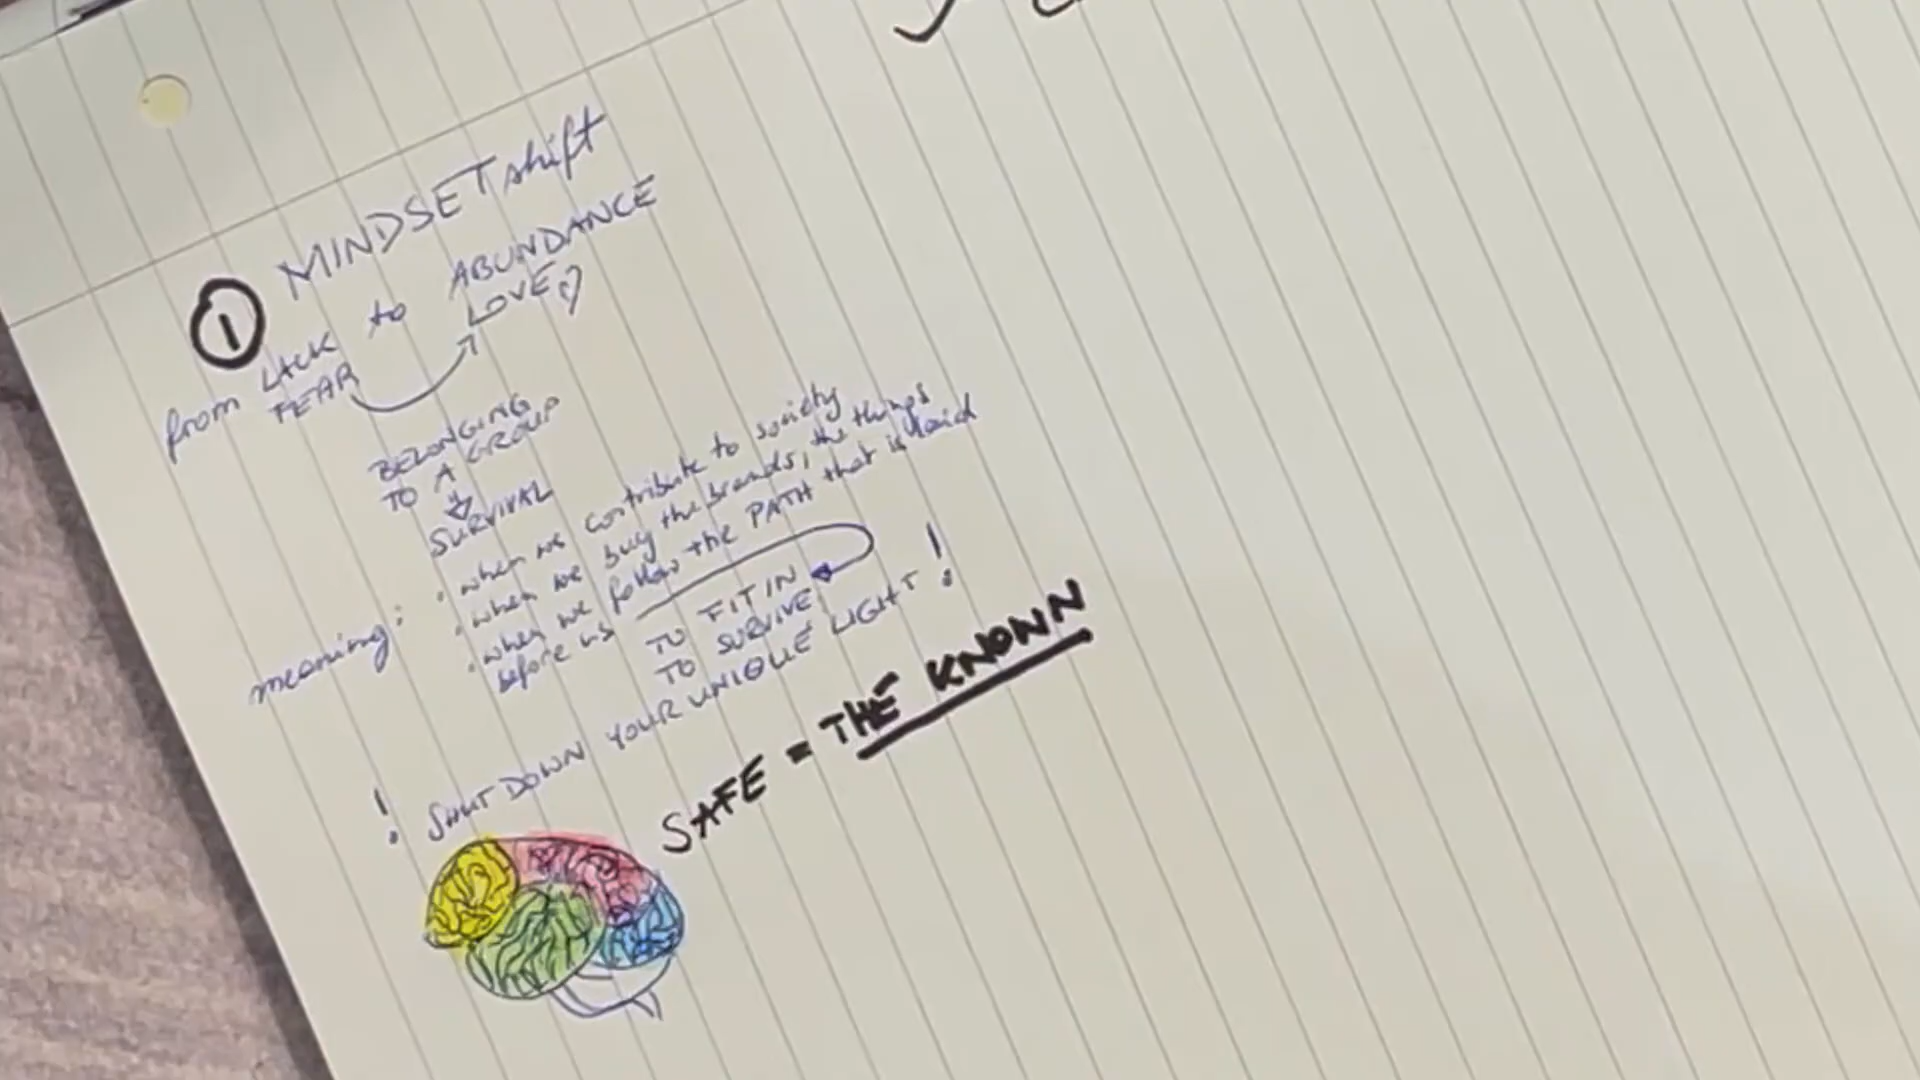 1 MINDSET shift
from LACK to ABUNDANCE
FEAR LOVE
BELONGING
TO A GROUP
SURVIVAL
meaning:
· when we contribute to society
· when we buy the brands, the things
· when we follow the PATH that is laid
before us
TO FIT IN
TO SURVIVE
! SHUT DOWN YOUR UNIQUE LIGHT !
SAFE = THE KNOWN